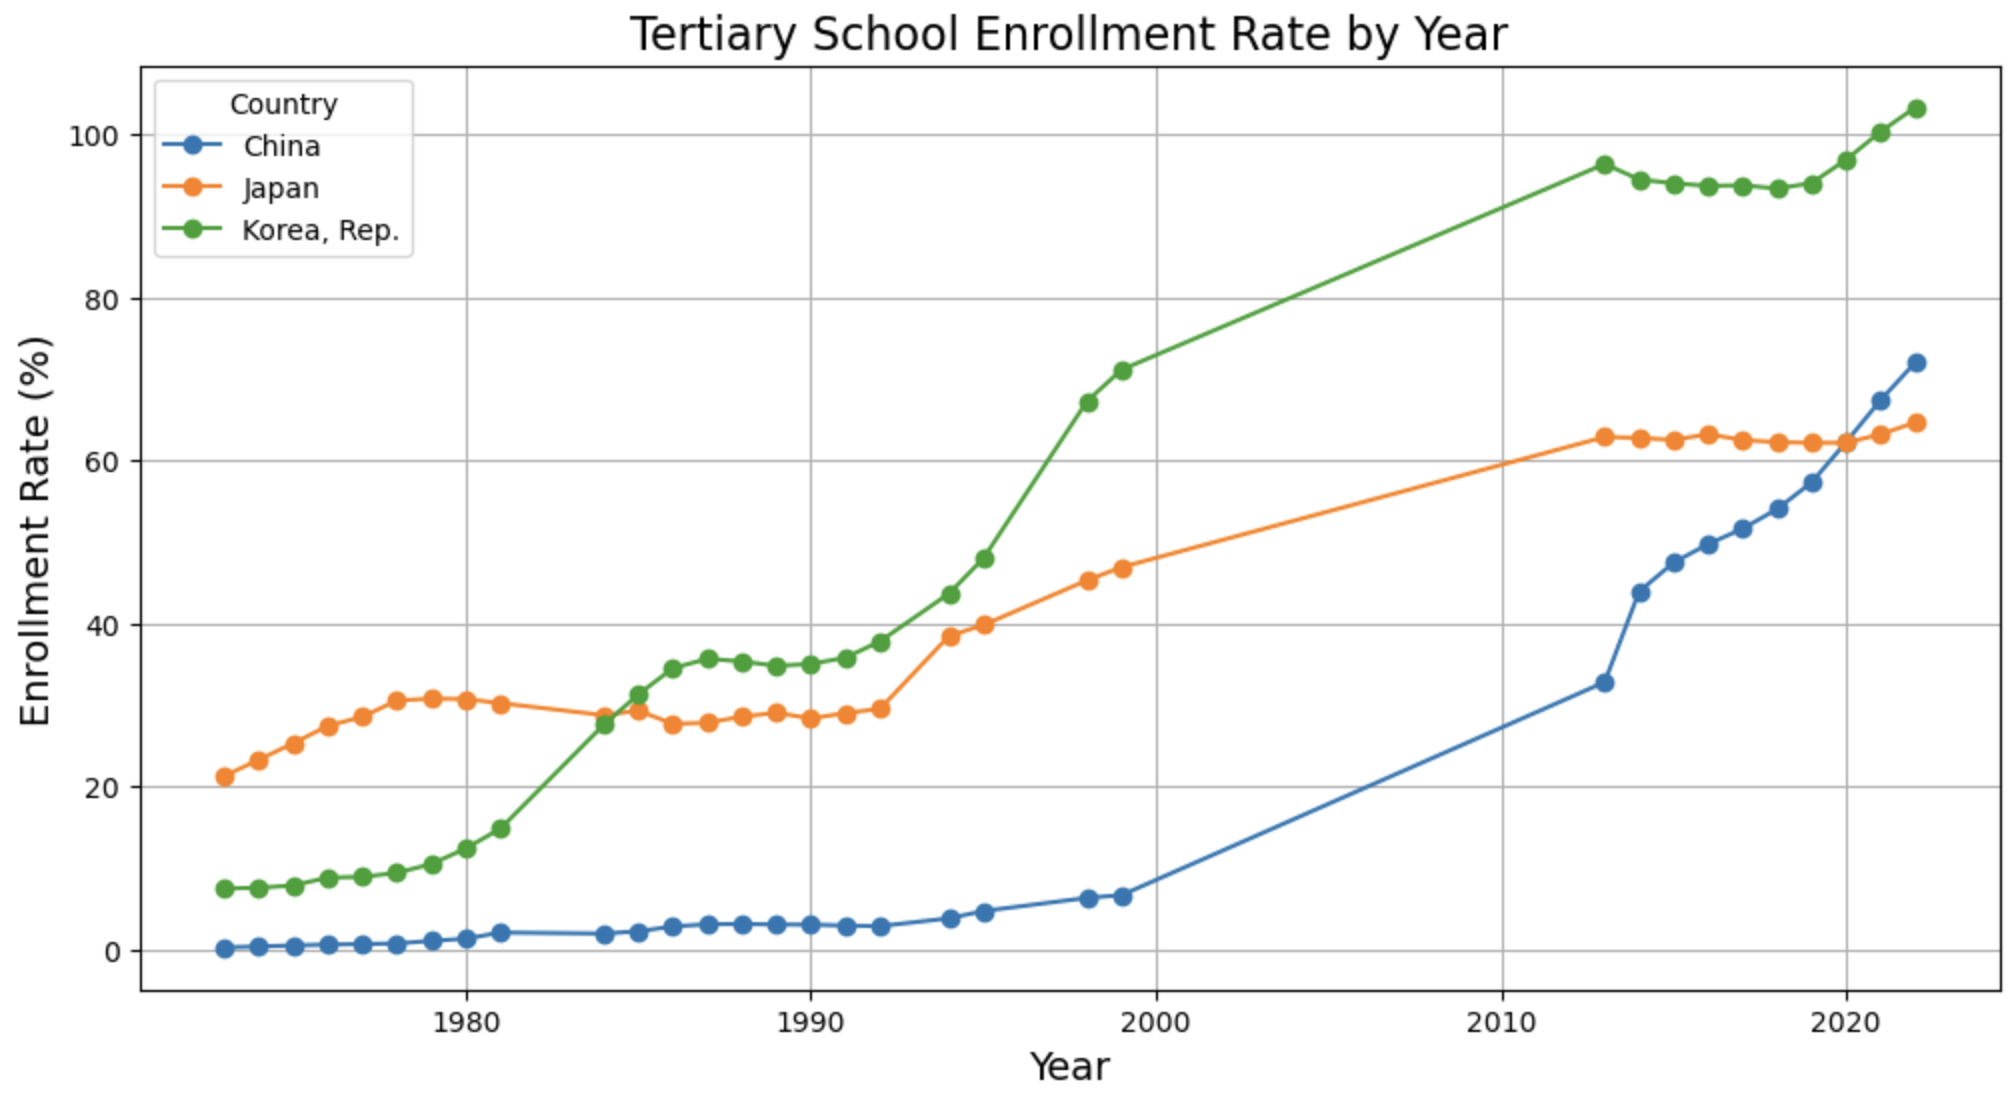 Tertiary School Enrollment Rate by Year
Country
China
Japan
Korea, Rep.
Enrollment Rate (%)
100
80
60
40
20
0
1980 1990 2000 2010 2020
Year